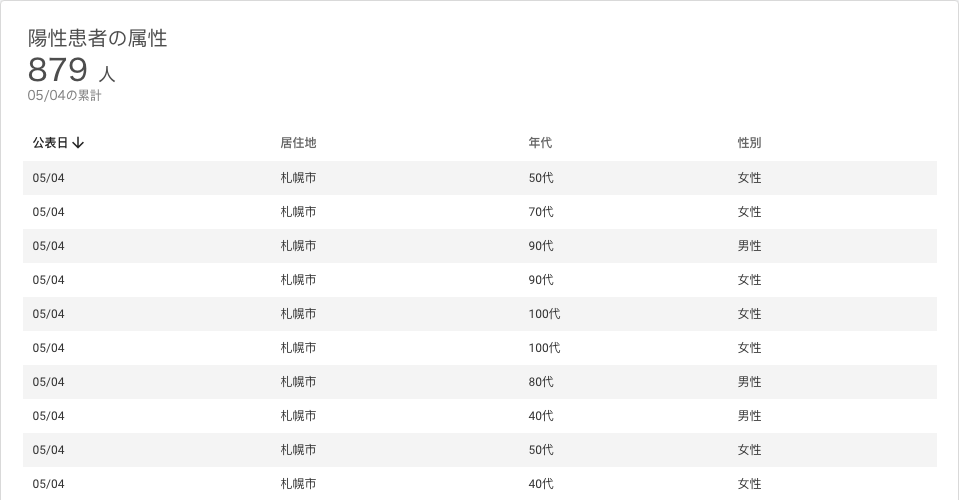 陽性患者の属性
879 人
05/04の累計
公表日↓ 居住地 年代 性別
05/04 札幌市 50代 女性
05/04 札幌市 70代 女性
05/04 札幌市 90代 男性
05/04 札幌市 90代 女性
05/04 札幌市 100代 女性
05/04 札幌市 100代 女性
05/04 札幌市 80代 男性
05/04 札幌市 40代 男性
05/04 札幌市 50代 女性
05/04 札幌市 40代 女性